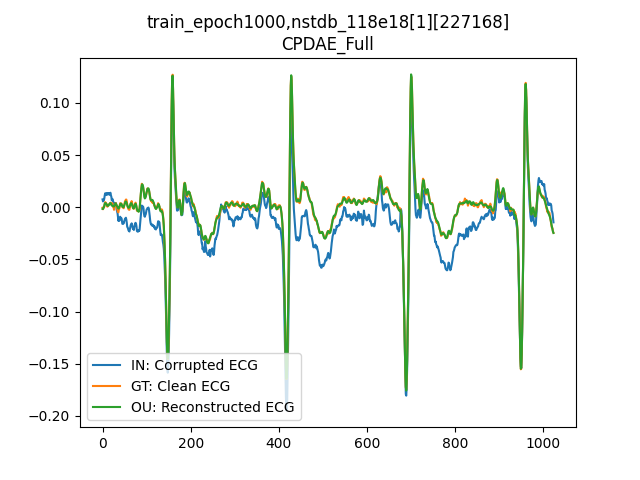 train_epoch1000,nstdb_118e18[1][227168]
CPDAE_Full
0.10
0.05
0.00
−0.05
−0.10
−0.15
−0.20
IN: Corrupted ECG
GT: Clean ECG
OU: Reconstructed ECG
0 200 400 600 800 1000